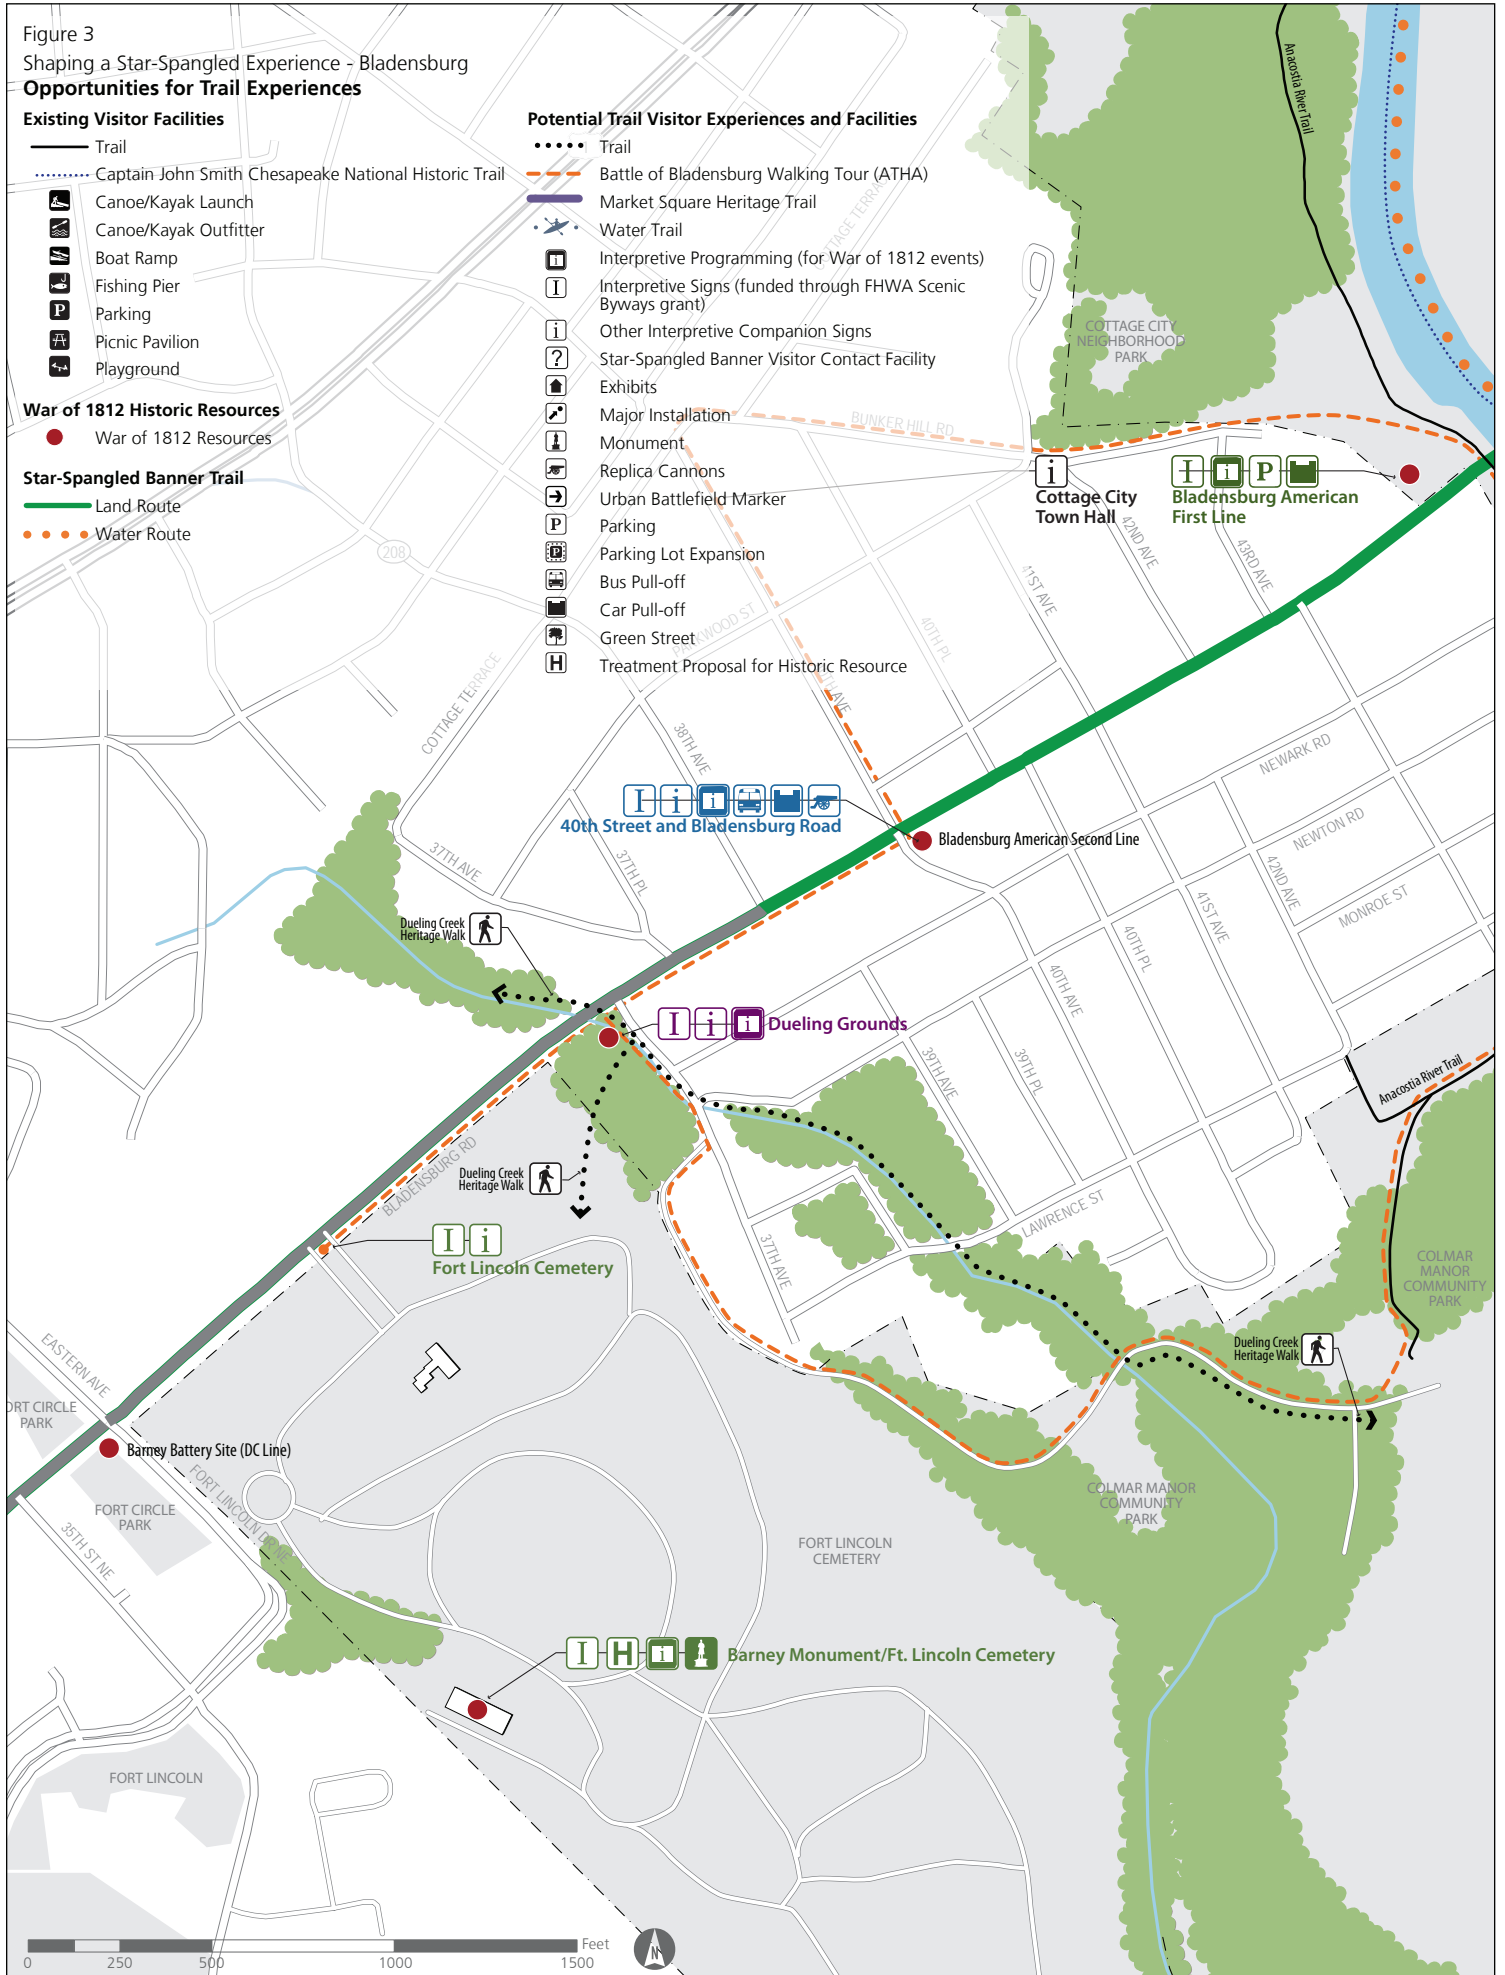 Figure 3
Shaping a Star-Spangled Experience - Bladensburg
Opportunities for Trail Experiences
Existing Visitor Facilities
Trail
Captain John Smith Chesapeake National Historic Trail
Canoe/Kayak Launch
Canoe/Kayak Outfitter
Boat Ramp
Fishing Pier
P Parking
Picnic Pavilion
Playground
War of 1812 Historic Resources
War of 1812 Resources
Star-Spangled Banner Trail
Land Route
Water Route
Potential Trail Visitor Experiences and Facilities
Trail
Battle of Bladensburg Walking Tour (ATHA)
Market Square Heritage Trail
Water Trail
i Interpretive Programming (for War of 1812 events)
I Interpretive Signs (funded through FHWA Scenic
Byways grant)
i Other Interpretive Companion Signs
? Star-Spangled Banner Visitor Contact Facility
Exhibits
Major Installation
Monument
Replica Cannons
Urban Battlefield Marker
P Parking
P Parking Lot Expansion
Bus Pull-off
Car Pull-off
Green Street
H Treatment Proposal for Historic Resource
Anacostia River Trail
COTTAGE TERRACE
COTTAGE CITY
NEIGHBORHOOD
PARK
BUNKER HILL RD
i
Cottage City
Town Hall
I i P
Bladensburg American
First Line
42ND AVE
43RD AVE
41ST AVE
40TH PL
208
PARKWOOD ST
TH AVE
COTTAGE TERRACE
38TH AVE
NEWARK RD
NEWTON RD
MONROE ST
I i i
40th Street and Bladensburg Road
Bladensburg American Second Line
37TH AVE
37TH PL
42ND AVE
41ST AVE
40TH PL
40TH AVE
Dueling Creek
Heritage Walk
I i i Dueling Grounds
39TH AVE
39TH PL
Anacostia River Trail
BLADENSBURG RD
Dueling Creek
Heritage Walk
LAWRENCE ST
37TH AVE
I i
Fort Lincoln Cemetery
COLMAR
MANOR
COMMUNITY
PARK
Dueling Creek
Heritage Walk
EASTERN AVE
ORT CIRCLE
PARK
Barney Battery Site (DC Line)
FORT LINCOLN DR NE
FORT CIRCLE
PARK
35TH ST NE
COLMAR MANOR
COMMUNITY
PARK
FORT LINCOLN
CEMETERY
I H i Barney Monument/Ft. Lincoln Cemetery
FORT LINCOLN
Feet
0 250 500 1000 1500
N